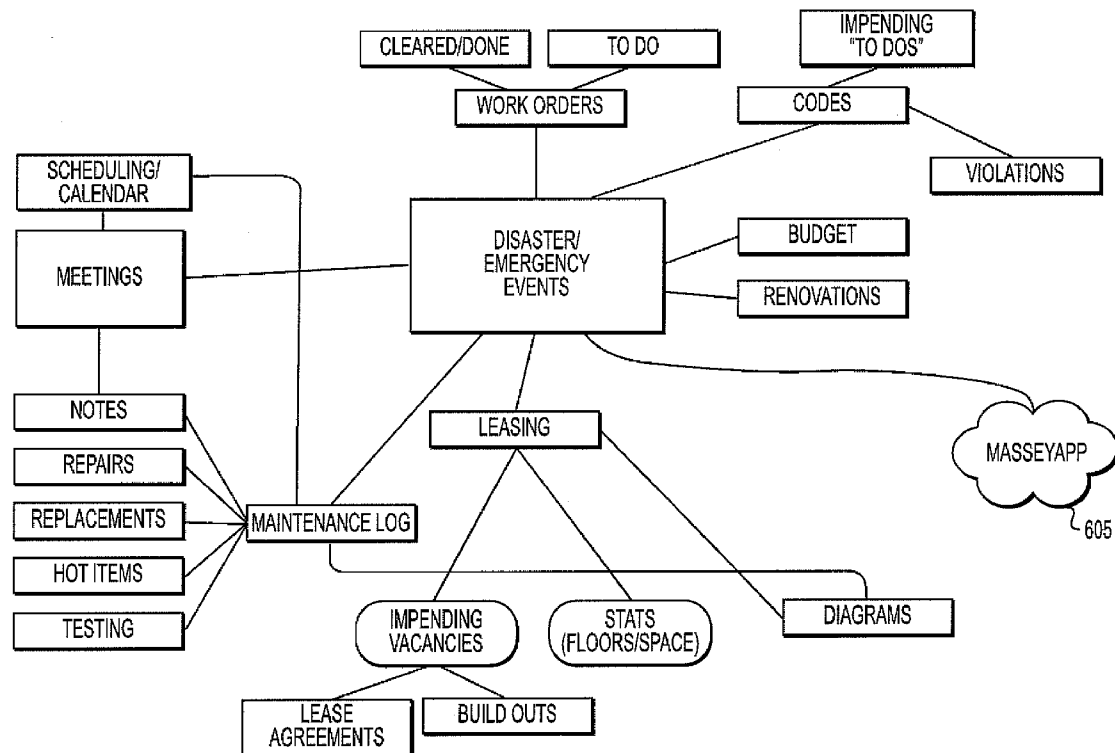 CLEARED/DONE
TO DO
IMPENDING
"TO DOS"
WORK ORDERS
CODES
VIOLATIONS
SCHEDULING/
CALENDAR
MEETINGS
DISASTER/
EMERGENCY
EVENTS
BUDGET
RENOVATIONS
NOTES
LEASING
MASSEYAPP
REPAIRS
REPLACEMENTS
MAINTENANCE LOG
605
HOT ITEMS
TESTING
IMPENDING
VACANCIES
STATS
(FLOORS/SPACE)
DIAGRAMS
LEASE
AGREEMENTS
BUILD OUTS